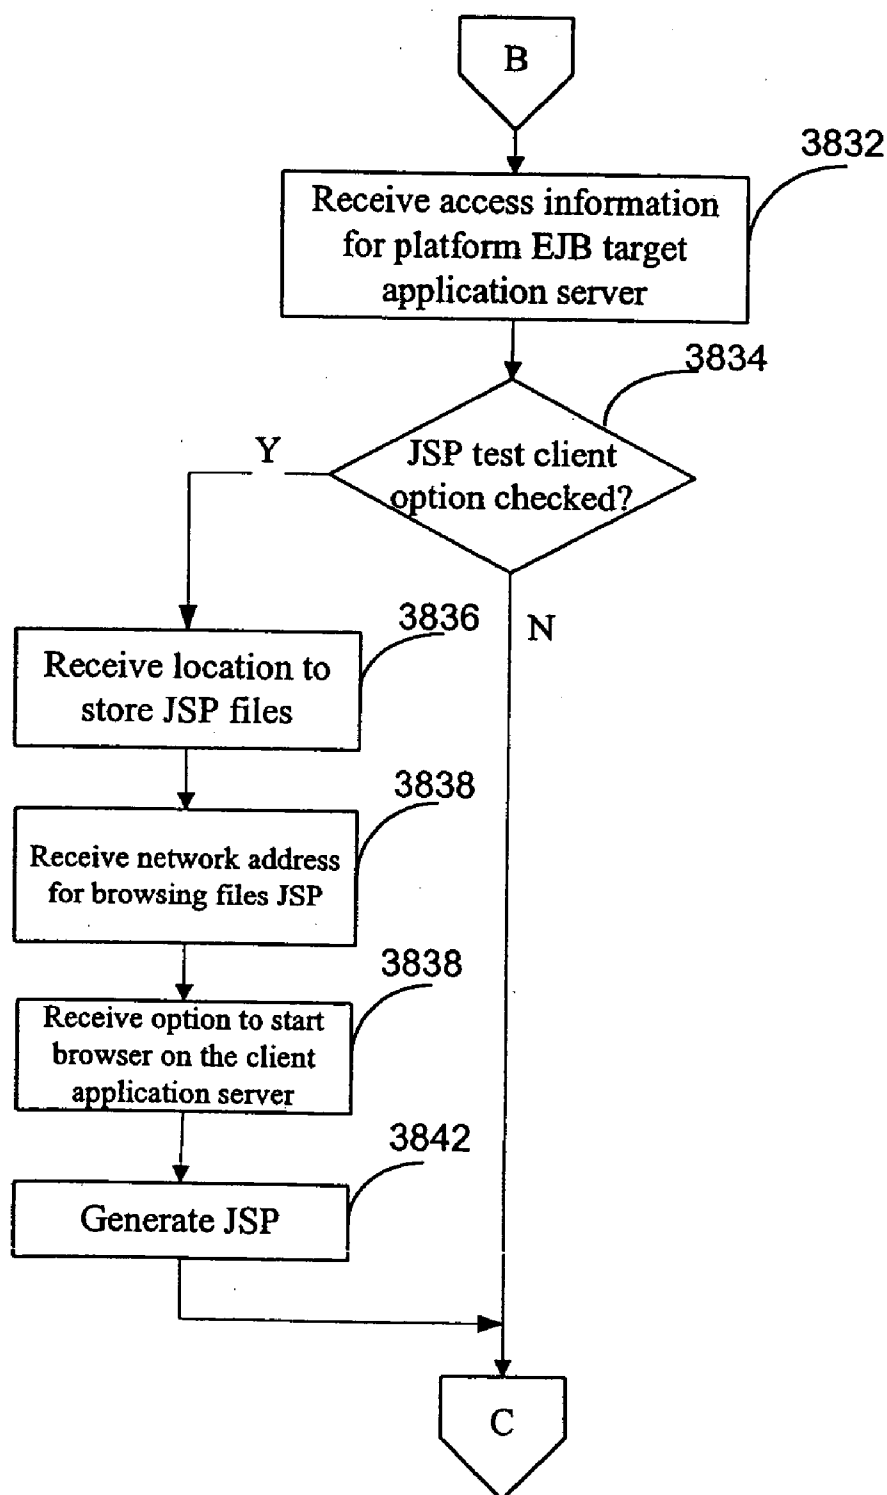 B
3832
Receive access information
for platform EJB target
application server
3834
JSP test client
option checked?
Y
N
3836
Receive location to
store JSP files
3838
Receive network address
for browsing files JSP
3838
Receive option to start
browser on the client
application server
3842
Generate JSP
C